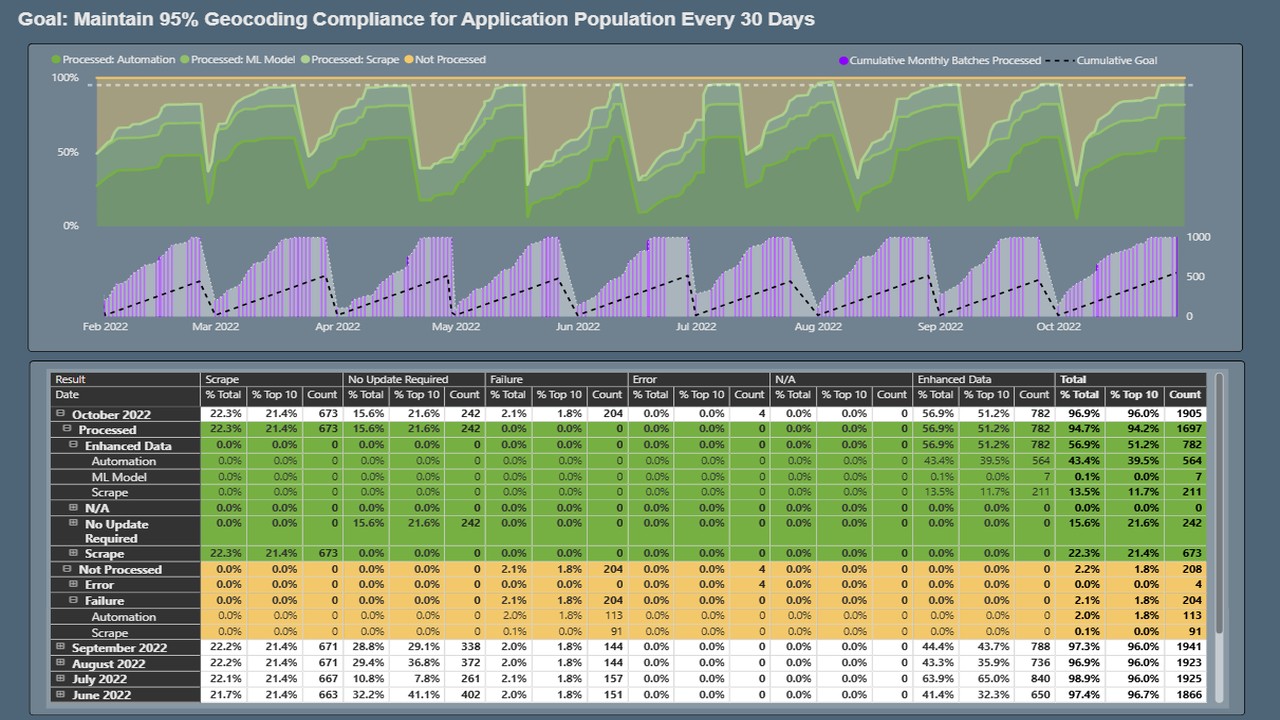 Goal: Maintain 95% Geocoding Compliance for Application Population Every 30 Days
Processed: Automation Processed: ML Model Processed: Scrape Not Processed
Cumulative Monthly Batches Processed Cumulative Goal
100%
50%
0%
1000
500
0
Feb 2022 Mar 2022 Apr 2022 May 2022 Jun 2022 Jul 2022 Aug 2022 Sep 2022 Oct 2022
Result Scrape No Update Required Failure Error N/A Enhanced Data Total
Date % Total % Top 10 Count % Total % Top 10 Count % Total % Top 10 Count % Total % Top 10 Count % Total % Top 10 Count % Total % Top 10 Count % Total % Top 10 Count
October 2022 22.3% 21.4% 673 15.6% 21.6% 242 2.1% 1.8% 204 0.0% 0.0% 4 0.0% 0.0% 0 56.9% 51.2% 782 96.9% 96.0% 1905
Processed 22.3% 21.4% 673 15.6% 21.6% 242 0.0% 0.0% 0 0.0% 0.0% 0 0.0% 0.0% 0 56.9% 51.2% 782 94.7% 94.2% 1697
Enhanced Data 0.0% 0.0% 0 0.0% 0.0% 0 0.0% 0.0% 0 0.0% 0.0% 0 0.0% 0.0% 0 56.9% 51.2% 782 56.9% 51.2% 782
Automation 0.0% 0.0% 0 0.0% 0.0% 0 0.0% 0.0% 0 0.0% 0.0% 0 0.0% 0.0% 0 43.4% 39.5% 564 43.4% 39.5% 564
ML Model 0.0% 0.0% 0 0.0% 0.0% 0 0.0% 0.0% 0 0.0% 0.0% 0 0.0% 0.0% 0 0.1% 0.0% 7 0.1% 0.0% 7
Scrape 0.0% 0.0% 0 0.0% 0.0% 0 0.0% 0.0% 0 0.0% 0.0% 0 0.0% 0.0% 0 13.5% 11.7% 211 13.5% 11.7% 211
N/A 0.0% 0.0% 0 0.0% 0.0% 0 0.0% 0.0% 0 0.0% 0.0% 0 0.0% 0.0% 0 0.0% 0.0% 0 0.0% 0.0% 0
No Update 0.0% 0.0% 0 15.6% 21.6% 242 0.0% 0.0% 0 0.0% 0.0% 0 0.0% 0.0% 0 0.0% 0.0% 0 15.6% 21.6% 242
Required
Scrape 22.3% 21.4% 673 0.0% 0.0% 0 0.0% 0.0% 0 0.0% 0.0% 0 0.0% 0.0% 0 0.0% 0.0% 0 22.3% 21.4% 673
Not Processed 0.0% 0.0% 0 0.0% 0.0% 0 2.1% 1.8% 204 0.0% 0.0% 4 0.0% 0.0% 0 0.0% 0.0% 0 2.2% 1.8% 208
Error 0.0% 0.0% 0 0.0% 0.0% 0 0.0% 0.0% 0 0.0% 0.0% 4 0.0% 0.0% 0 0.0% 0.0% 0 0.0% 0.0% 4
Failure 0.0% 0.0% 0 0.0% 0.0% 0 2.1% 1.8% 204 0.0% 0.0% 0 0.0% 0.0% 0 0.0% 0.0% 0 2.1% 1.8% 204
Automation 0.0% 0.0% 0 0.0% 0.0% 0 2.0% 1.8% 113 0.0% 0.0% 0 0.0% 0.0% 0 0.0% 0.0% 0 2.0% 1.8% 113
Scrape 0.0% 0.0% 0 0.0% 0.0% 0 0.1% 0.0% 91 0.0% 0.0% 0 0.0% 0.0% 0 0.0% 0.0% 0 0.1% 0.0% 91
September 2022 22.2% 21.4% 671 28.8% 29.1% 338 2.0% 1.8% 144 0.0% 0.0% 0 0.0% 0.0% 0 44.4% 43.7% 788 97.3% 96.0% 1941
August 2022 22.2% 21.4% 671 29.4% 36.8% 372 2.0% 1.8% 144 0.0% 0.0% 0 0.0% 0.0% 0 43.3% 35.9% 736 96.9% 96.0% 1923
July 2022 22.1% 21.4% 667 10.8% 7.8% 261 2.1% 1.8% 157 0.0% 0.0% 0 0.0% 0.0% 0 63.9% 65.0% 840 98.9% 96.0% 1925
June 2022 21.7% 21.4% 663 32.2% 41.1% 402 2.0% 1.8% 151 0.0% 0.0% 0 0.0% 0.0% 0 41.4% 32.3% 650 97.4% 96.7% 1866